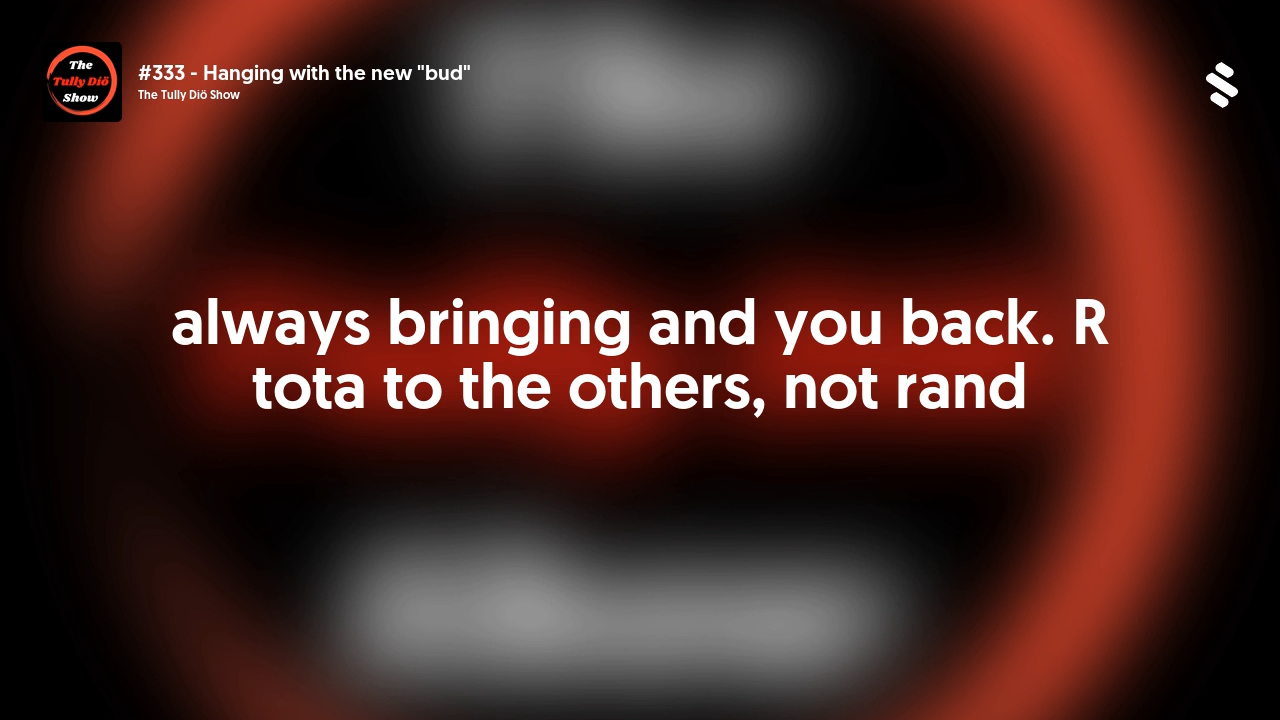 The
Tully Diö
Show
#333 - Hanging with the new "bud"
The Tully Diö Show
always bringing and you back. R
tota to the others, not rand